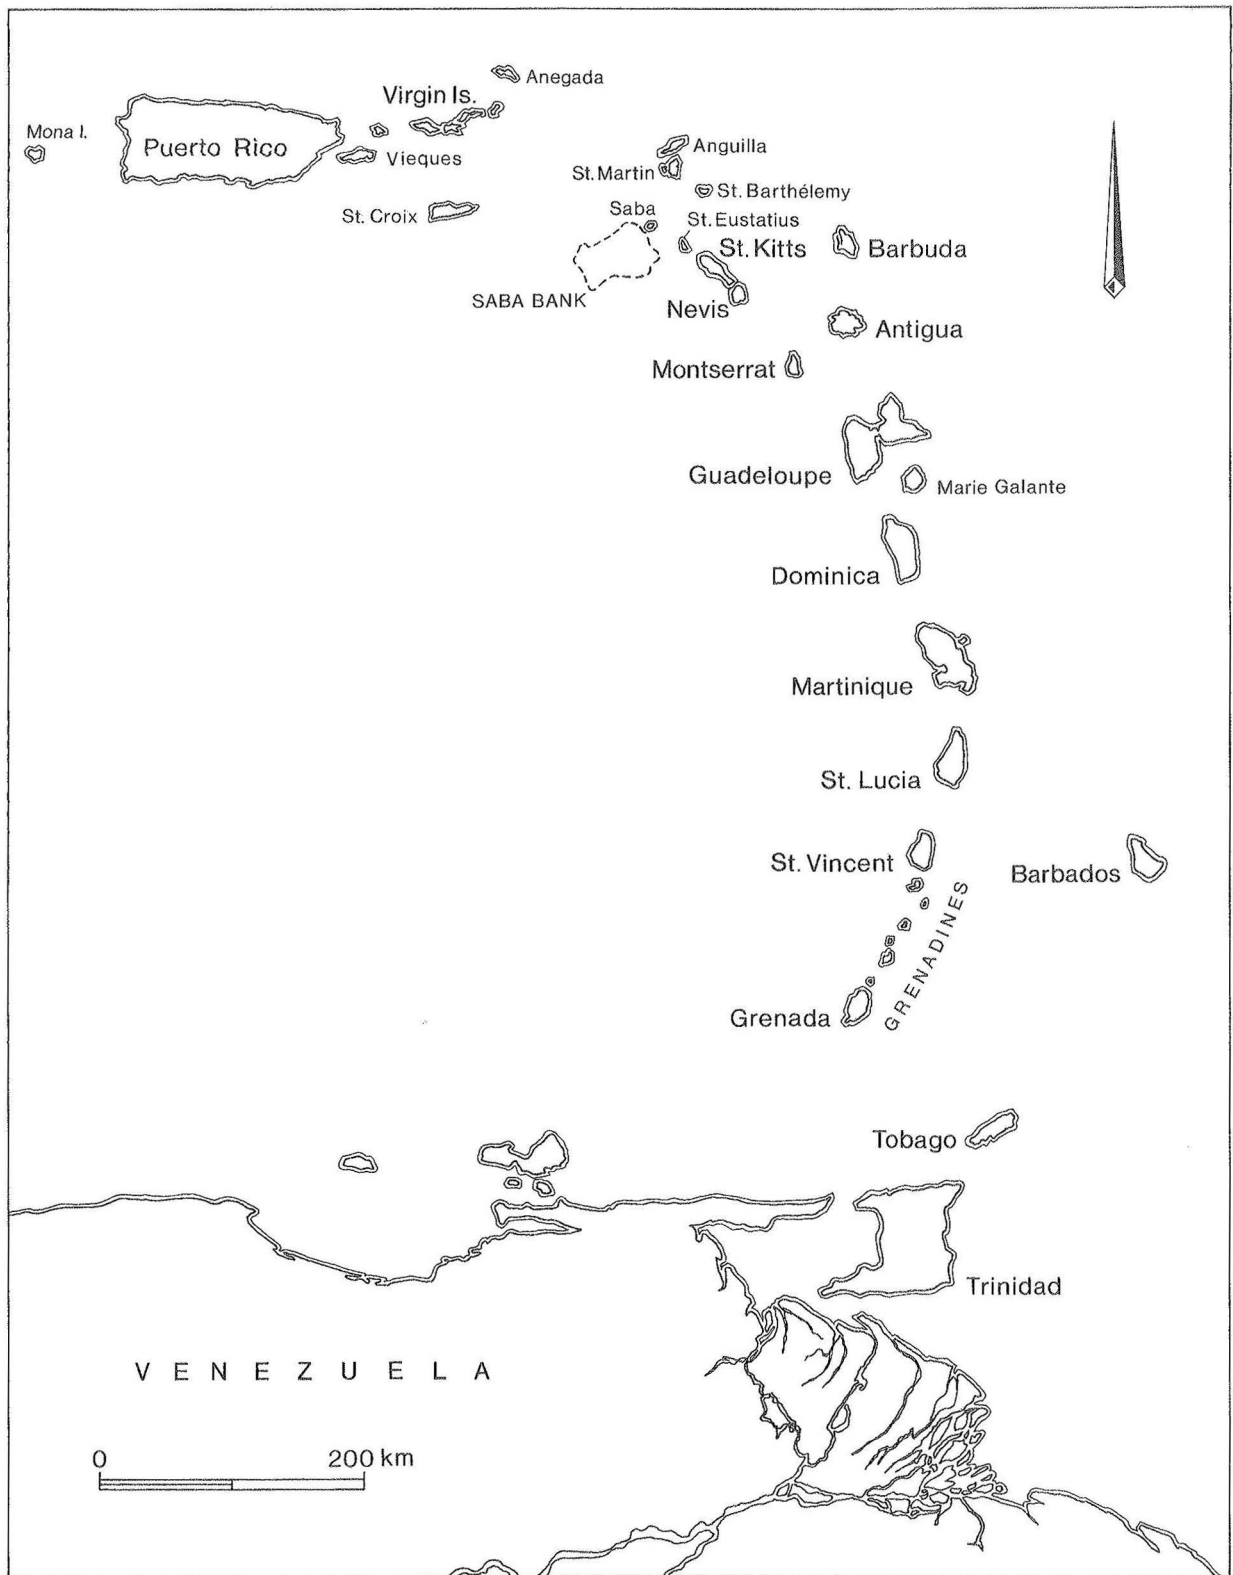 Anegada
Virgin Is.
Mona I.
Puerto Rico
Vieques
Anguilla
St. Martin
St. Barthélemy
Saba
St. Croix
St. Eustatius
St. Kitts
Barbuda
SABA BANK
Nevis
Antigua
Montserrat
Guadeloupe
Marie Galante
Dominica
Martinique
St. Lucia
St. Vincent
Barbados
GRENADINES
Grenada
Tobago
Trinidad
VENEZUELA
0 200 km